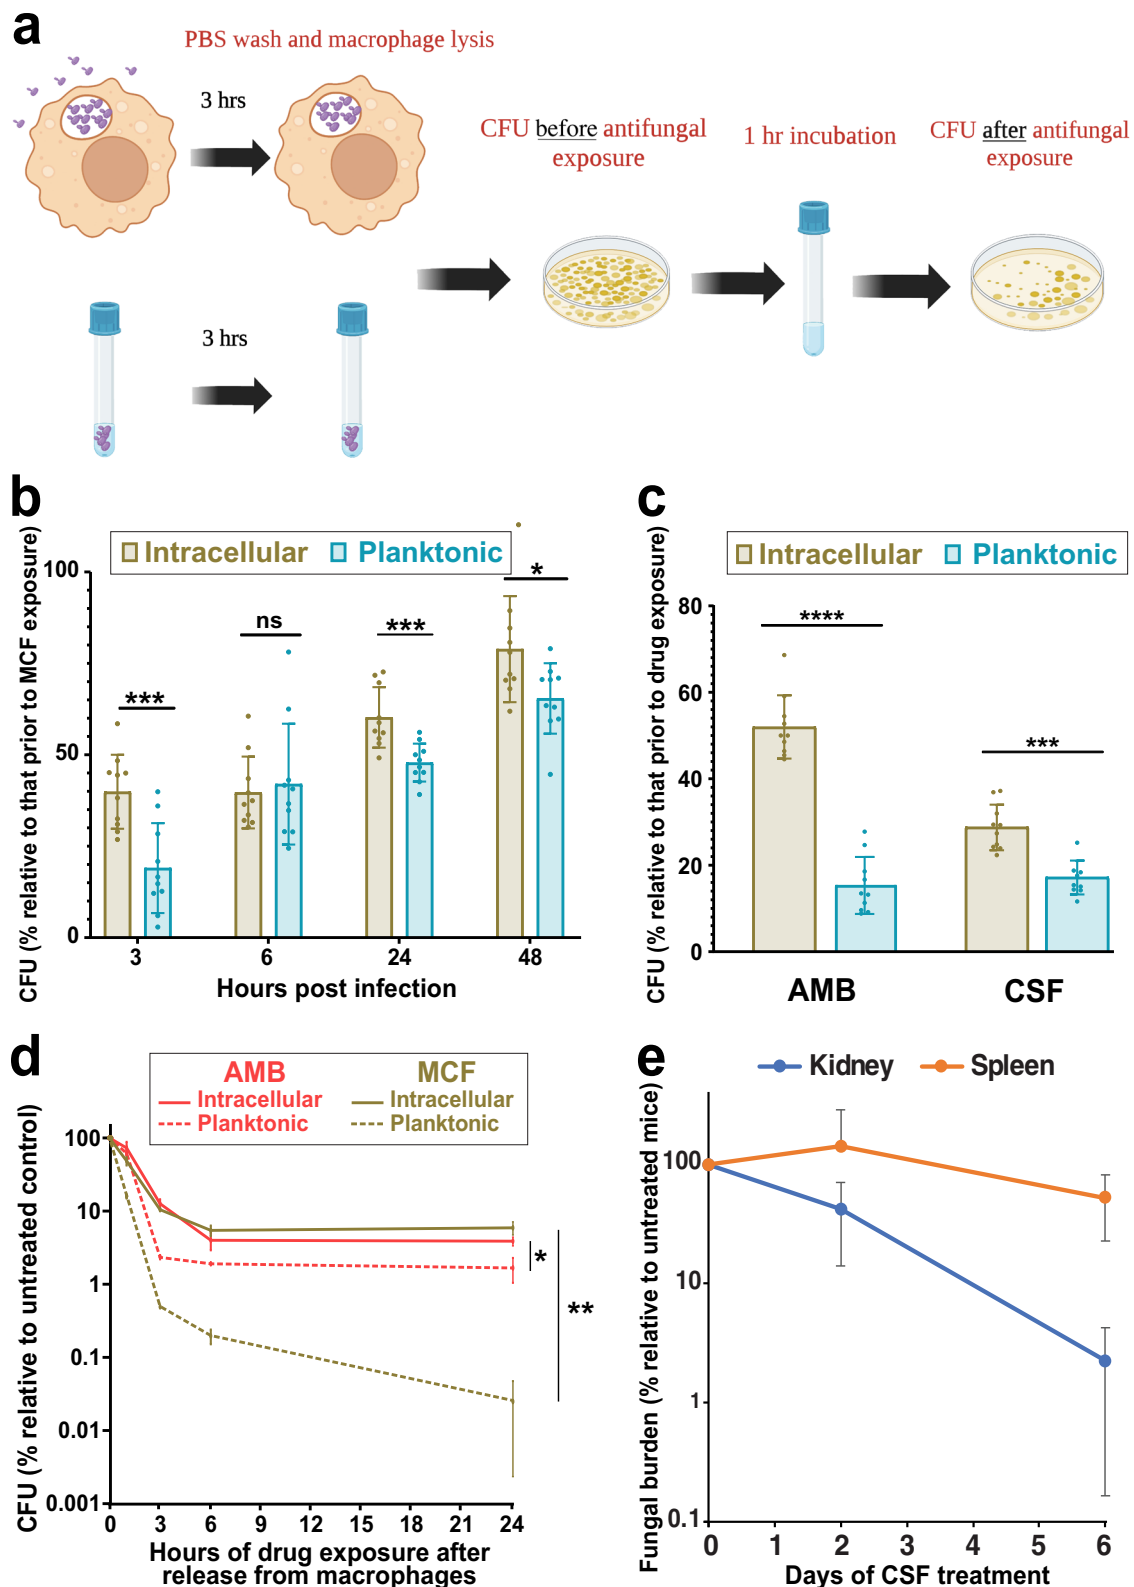 a
PBS wash and macrophage lysis
3 hrs
CFU before antifungal
exposure
1 hr incubation
CFU after antifungal
exposure
3 hrs
b
CFU (% relative to that prior to MCF exposure)
Intracellular Planktonic
100
50
0
***
ns
***
*
3 6 24 48
Hours post infection
c
CFU (% relative to that prior to drug exposure)
Intracellular Planktonic
80
60
40
20
0
****
***
AMB CSF
d
CFU (% relative to untreated control)
AMB MCF
Intracellular Intracellular
Planktonic Planktonic
100
10
1
0.1
0.01
0.001
*
**
0 3 6 9 12 15 18 21 24
Hours of drug exposure after
release from macrophages
e
Fungal burden (% relative to untreated mice)
Kidney Spleen
100
10
1
0.1
0 1 2 3 4 5 6
Days of CSF treatment